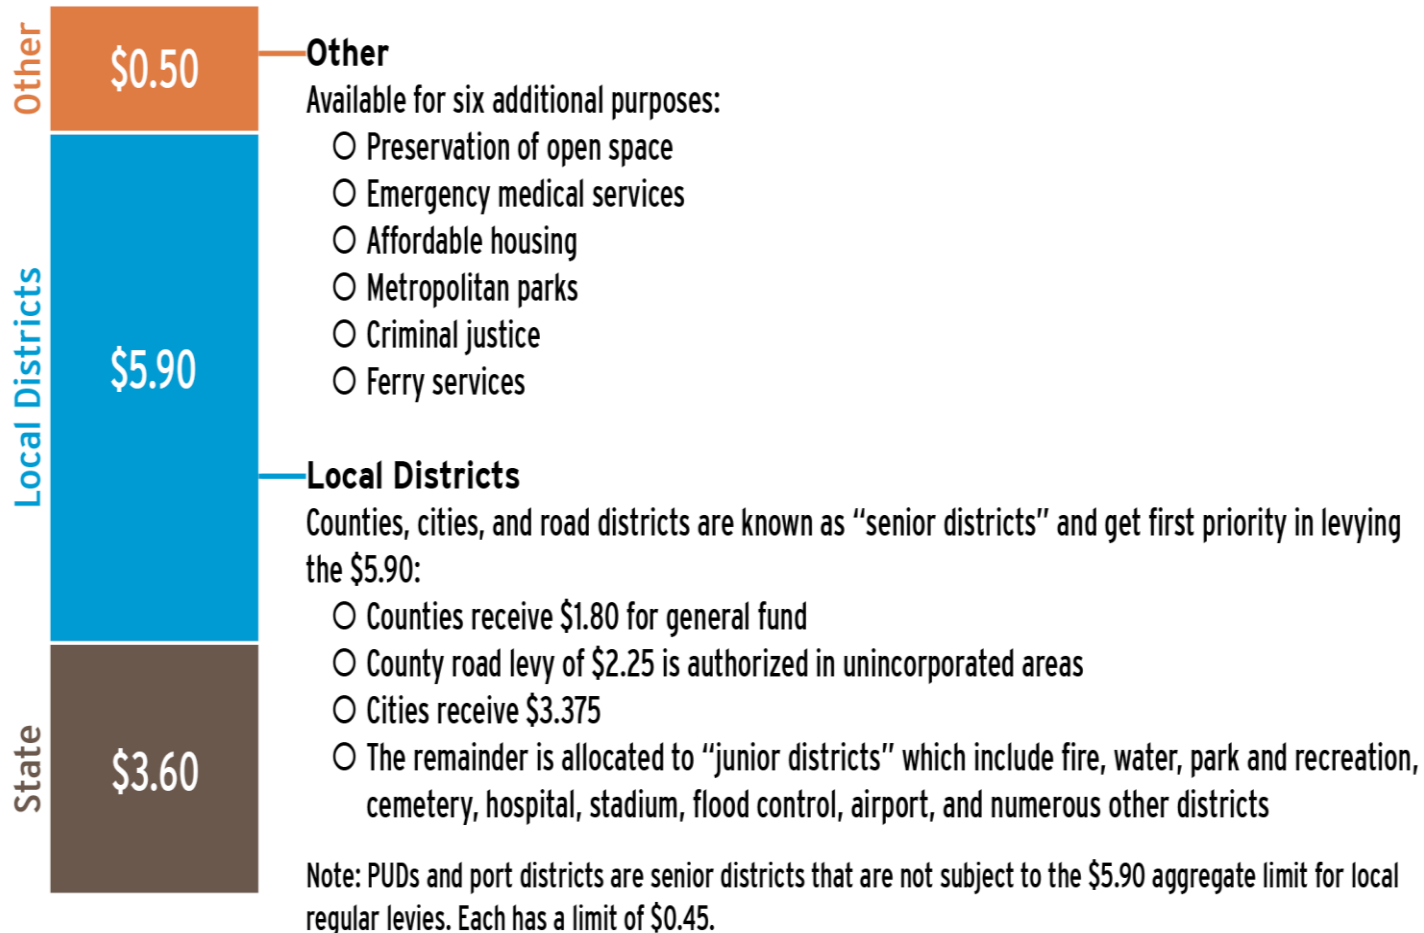 Other
$0.50
Other
Available for six additional purposes:
Preservation of open space
Emergency medical services
Affordable housing
Metropolitan parks
Criminal justice
Ferry services
Local Districts
$5.90
Local Districts
Counties, cities, and road districts are known as “senior districts” and get first priority in levying
the $5.90:
Counties receive $1.80 for general fund
County road levy of $2.25 is authorized in unincorporated areas
Cities receive $3.375
The remainder is allocated to “junior districts” which include fire, water, park and recreation,
cemetery, hospital, stadium, flood control, airport, and numerous other districts
State
$3.60
Note: PUDs and port districts are senior districts that are not subject to the $5.90 aggregate limit for local
regular levies. Each has a limit of $0.45.